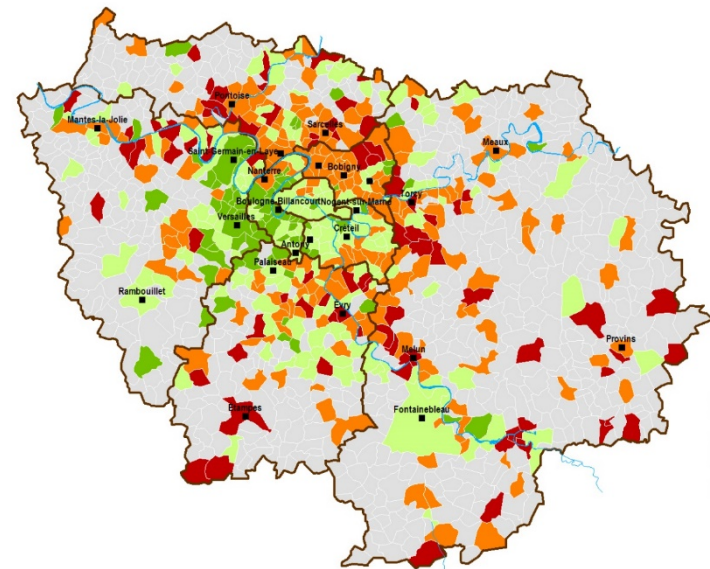 Pontoise
Mantes-la-Jolie
Sarcelles
Meaux
Saint Germain-en-Laye
Bobigny
Nanterre
Torcy
Boulogne-Billancourt
Nogent-sur-Marne
Versailles
Créteil
Antony
Palaiseau
Rambouillet
Evry
Provins
Melun
Etampes
Fontainebleau